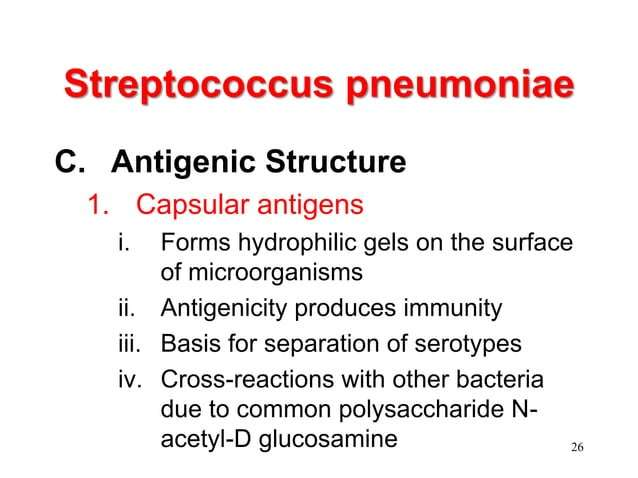 Streptococcus pneumoniae
C. Antigenic Structure
1. Capsular antigens
i. Forms hydrophilic gels on the surface
of microorganisms
ii. Antigenicity produces immunity
iii. Basis for separation of serotypes
iv. Cross-reactions with other bacteria
due to common polysaccharide N-
acetyl-D glucosamine
26